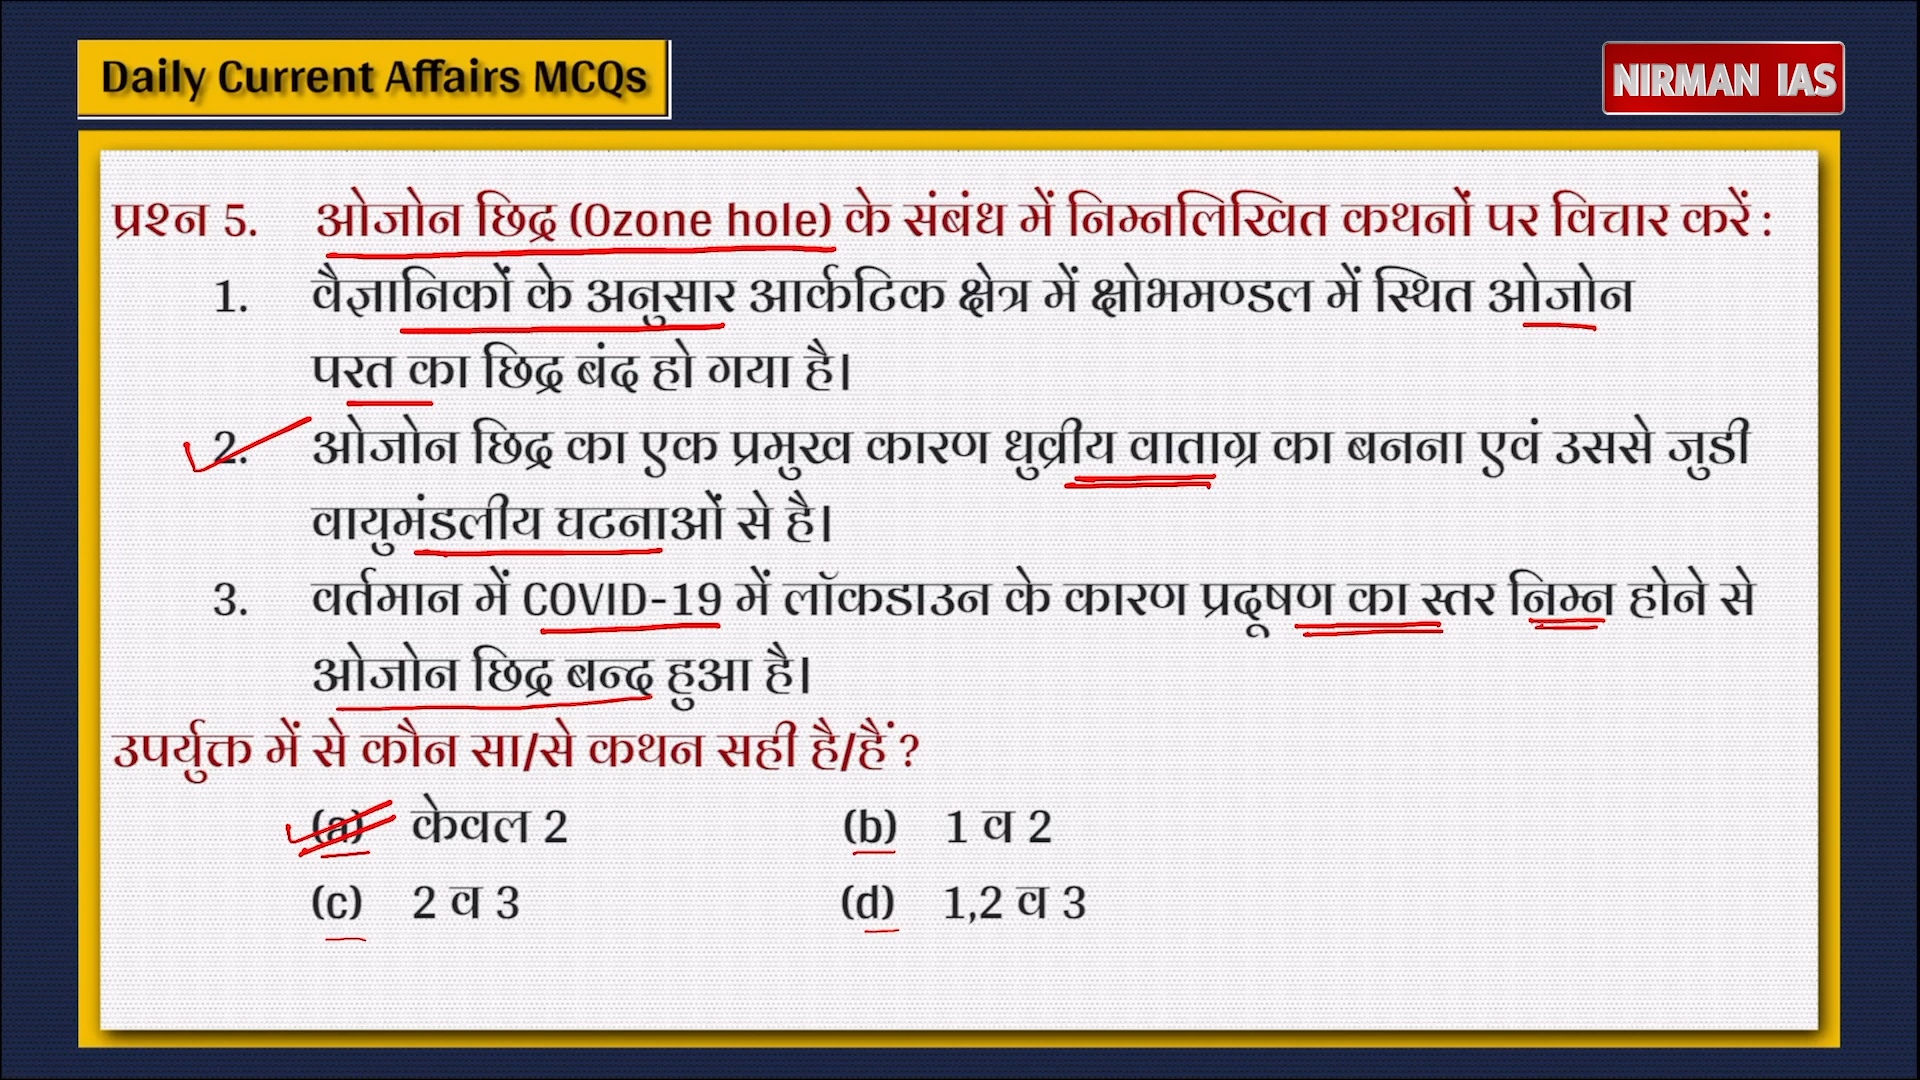 Daily Current Affairs MCQs
NIRMAN IAS
प्रश्न 5. ओजोन छिद्र (Ozone hole) के संबंध में निम्नलिखित कथनों पर विचार करें :
1. वैज्ञानिकों के अनुसार आर्कटिक क्षेत्र में क्षोभमण्डल में स्थित ओजोन
परत का छिद्र बंद हो गया है।
2. ओजोन छिद्र का एक प्रमुख कारण ध्रुवीय वाताग्र का बनना एवं उससे जुडी
वायुमंडलीय घटनाओं से है।
3. वर्तमान में COVID-19 में लॉकडाउन के कारण प्रदूषण का स्तर निम्न होने से
ओजोन छिद्र बन्द हुआ है।
उपर्युक्त में से कौन सा/से कथन सही है/हैं ?
(a) केवल 2
(b) 1 व 2
(c) 2 व 3
(d) 1,2 व 3